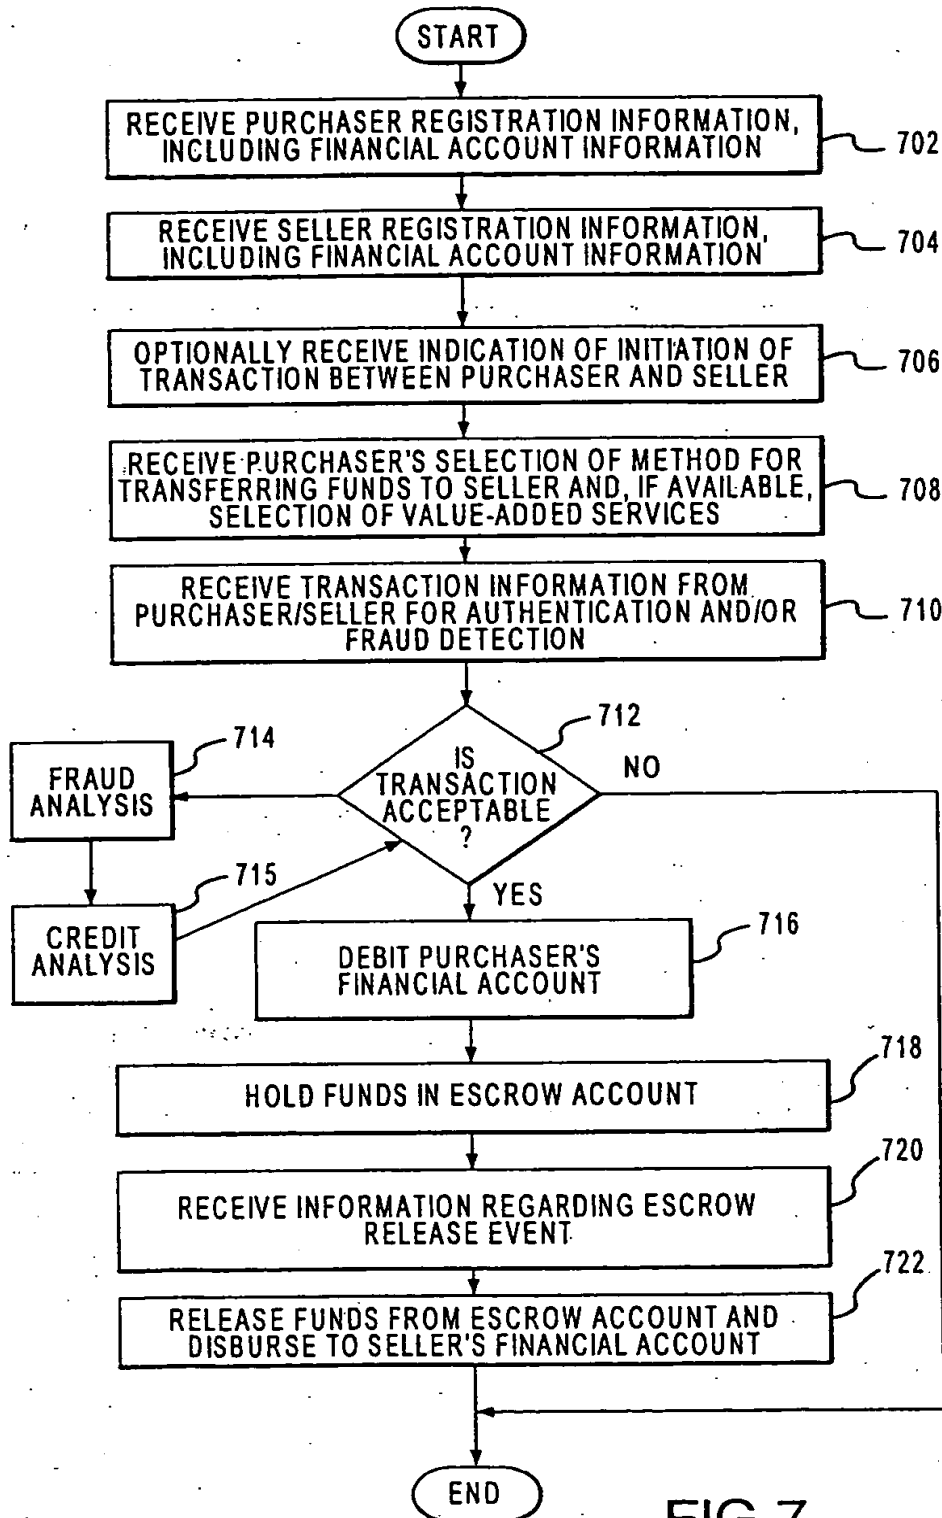 START
RECEIVE PURCHASER REGISTRATION INFORMATION,
INCLUDING FINANCIAL ACCOUNT INFORMATION
702
RECEIVE SELLER REGISTRATION INFORMATION,
INCLUDING FINANCIAL ACCOUNT INFORMATION
704
OPTIONALLY RECEIVE INDICATION OF INITIATION OF
TRANSACTION BETWEEN PURCHASER AND SELLER
706
RECEIVE PURCHASER'S SELECTION OF METHOD FOR
TRANSFERRING FUNDS TO SELLER AND, IF AVAILABLE,
SELECTION OF VALUE-ADDED SERVICES
708
RECEIVE TRANSACTION INFORMATION FROM
PURCHASER/SELLER FOR AUTHENTICATION AND/OR
FRAUD DETECTION
710
712
IS
TRANSACTION
ACCEPTABLE
?
NO
714
FRAUD
ANALYSIS
715
CREDIT
ANALYSIS
YES
716
DEBIT PURCHASER'S
FINANCIAL ACCOUNT
718
HOLD FUNDS IN ESCROW ACCOUNT
720
RECEIVE INFORMATION REGARDING ESCROW
RELEASE EVENT
722
RELEASE FUNDS FROM ESCROW ACCOUNT AND
DISBURSE TO SELLER'S FINANCIAL ACCOUNT
END
FIG. 7